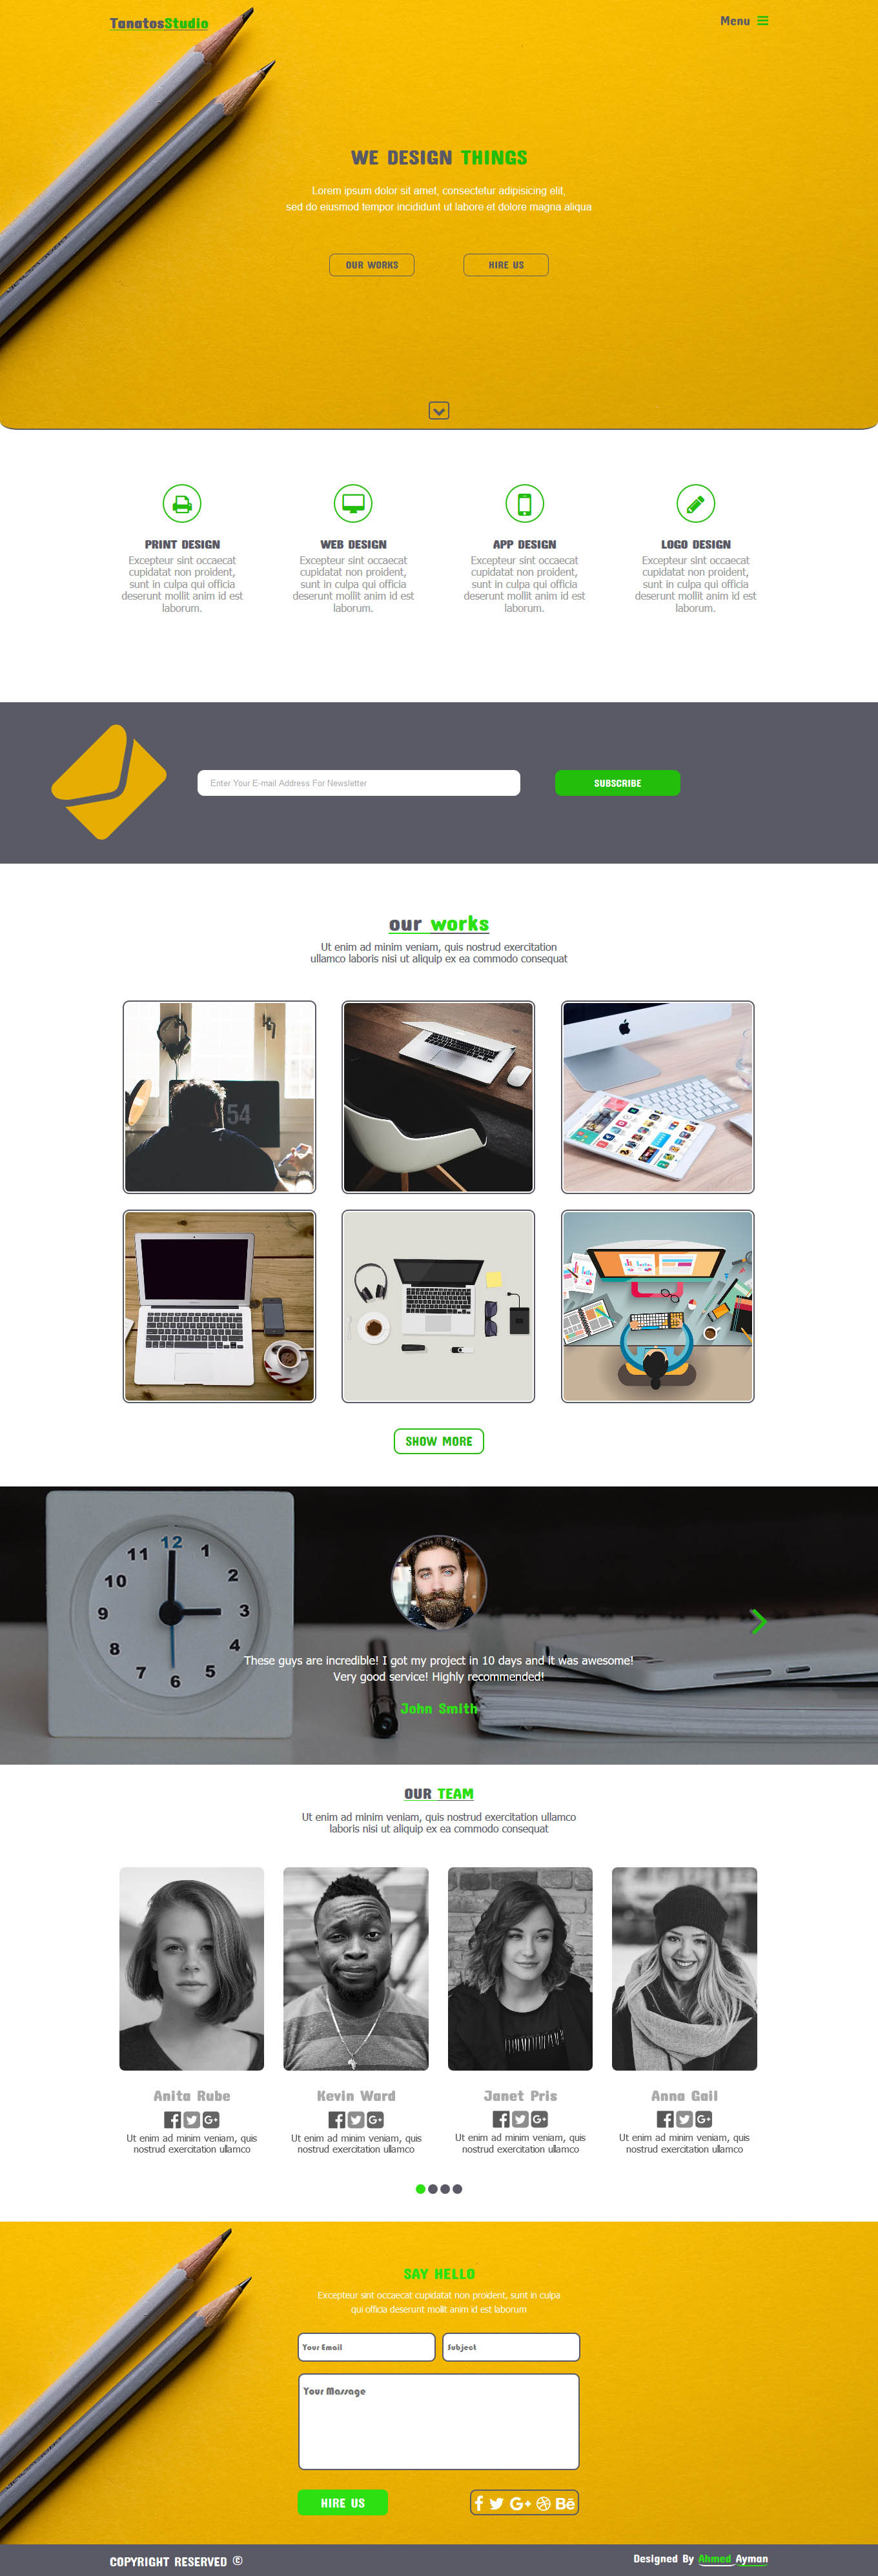 TanatosStudio
Menu
WE DESIGN THINGS
Lorem ipsum dolor sit amet, consectetur adipisicing elit,
sed do eiusmod tempor incididunt ut labore et dolore magna aliqua
OUR WORKS
HIRE US
PRINT DESIGN
Excepteur sint occaecat
cupidatat non proident,
sunt in culpa qui officia
deserunt mollit anim id est
laborum.
WEB DESIGN
Excepteur sint occaecat
cupidatat non proident,
sunt in culpa qui officia
deserunt mollit anim id est
laborum.
APP DESIGN
Excepteur sint occaecat
cupidatat non proident,
sunt in culpa qui officia
deserunt mollit anim id est
laborum.
LOGO DESIGN
Excepteur sint occaecat
cupidatat non proident,
sunt in culpa qui officia
deserunt mollit anim id est
laborum.
Enter Your E-mail Address For Newsletter
SUBSCRIBE
our works
Ut enim ad minim veniam, quis nostrud exercitation
ullamco laboris nisi ut aliquip ex ea commodo consequat
54
SHOW MORE
12
11 1
10 2
9 3
8 4
7 5
6
These guys are incredible! I got my project in 10 days and it was awesome!
Very good service! Highly recommended!
John Smith
OUR TEAM
Ut enim ad minim veniam, quis nostrud exercitation ullamco
laboris nisi ut aliquip ex ea commodo consequat
Anita Rube
Ut enim ad minim veniam, quis
nostrud exercitation ullamco
Kevin Ward
Ut enim ad minim veniam, quis
nostrud exercitation ullamco
Janet Pris
Ut enim ad minim veniam, quis
nostrud exercitation ullamco
Anna Gail
Ut enim ad minim veniam, quis
nostrud exercitation ullamco
SAY HELLO
Excepteur sint occaecat cupidatat non proident, sunt in culpa
qui officia deserunt mollit anim id est laborum
Your Email
Subject
Your Massage
HIRE US
COPYRIGHT RESERVED ©
Designed By Ahmed Ayman